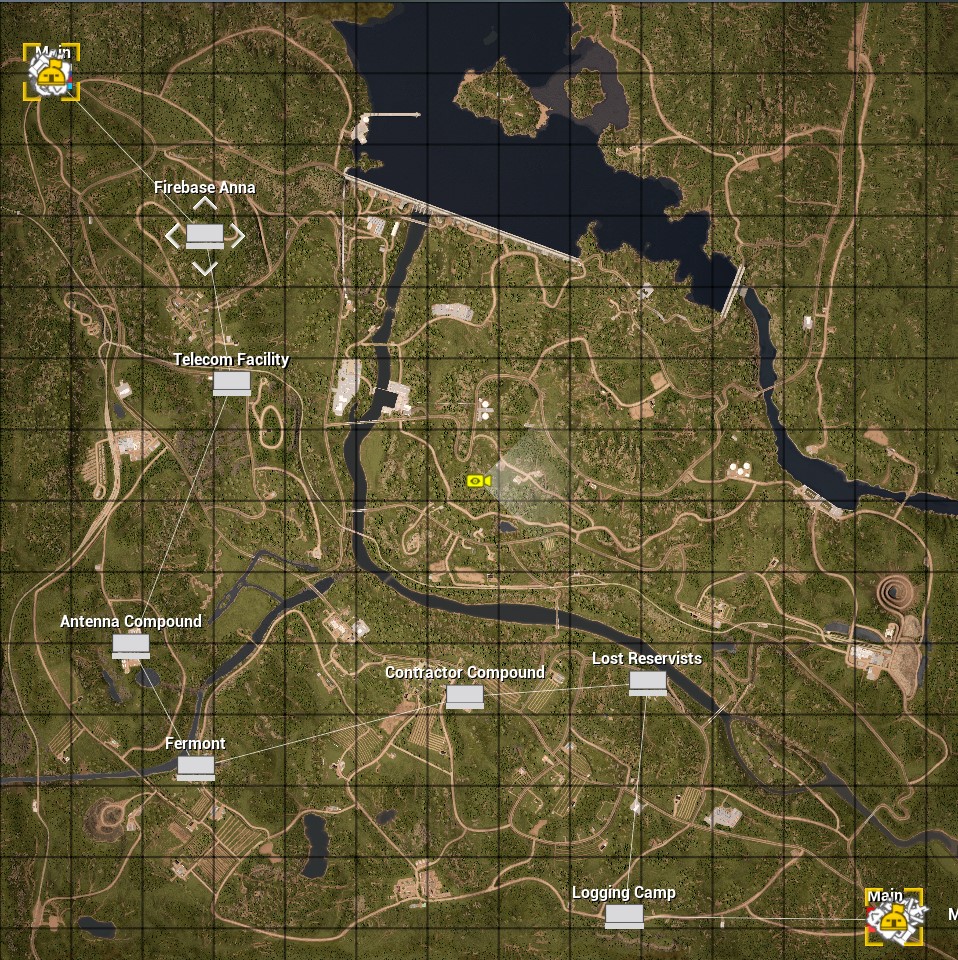 Main
Firebase Anna
Telecom Facility
Antenna Compound
Lost Reservists
Contractor Compound
Fermont
Logging Camp
Main
M